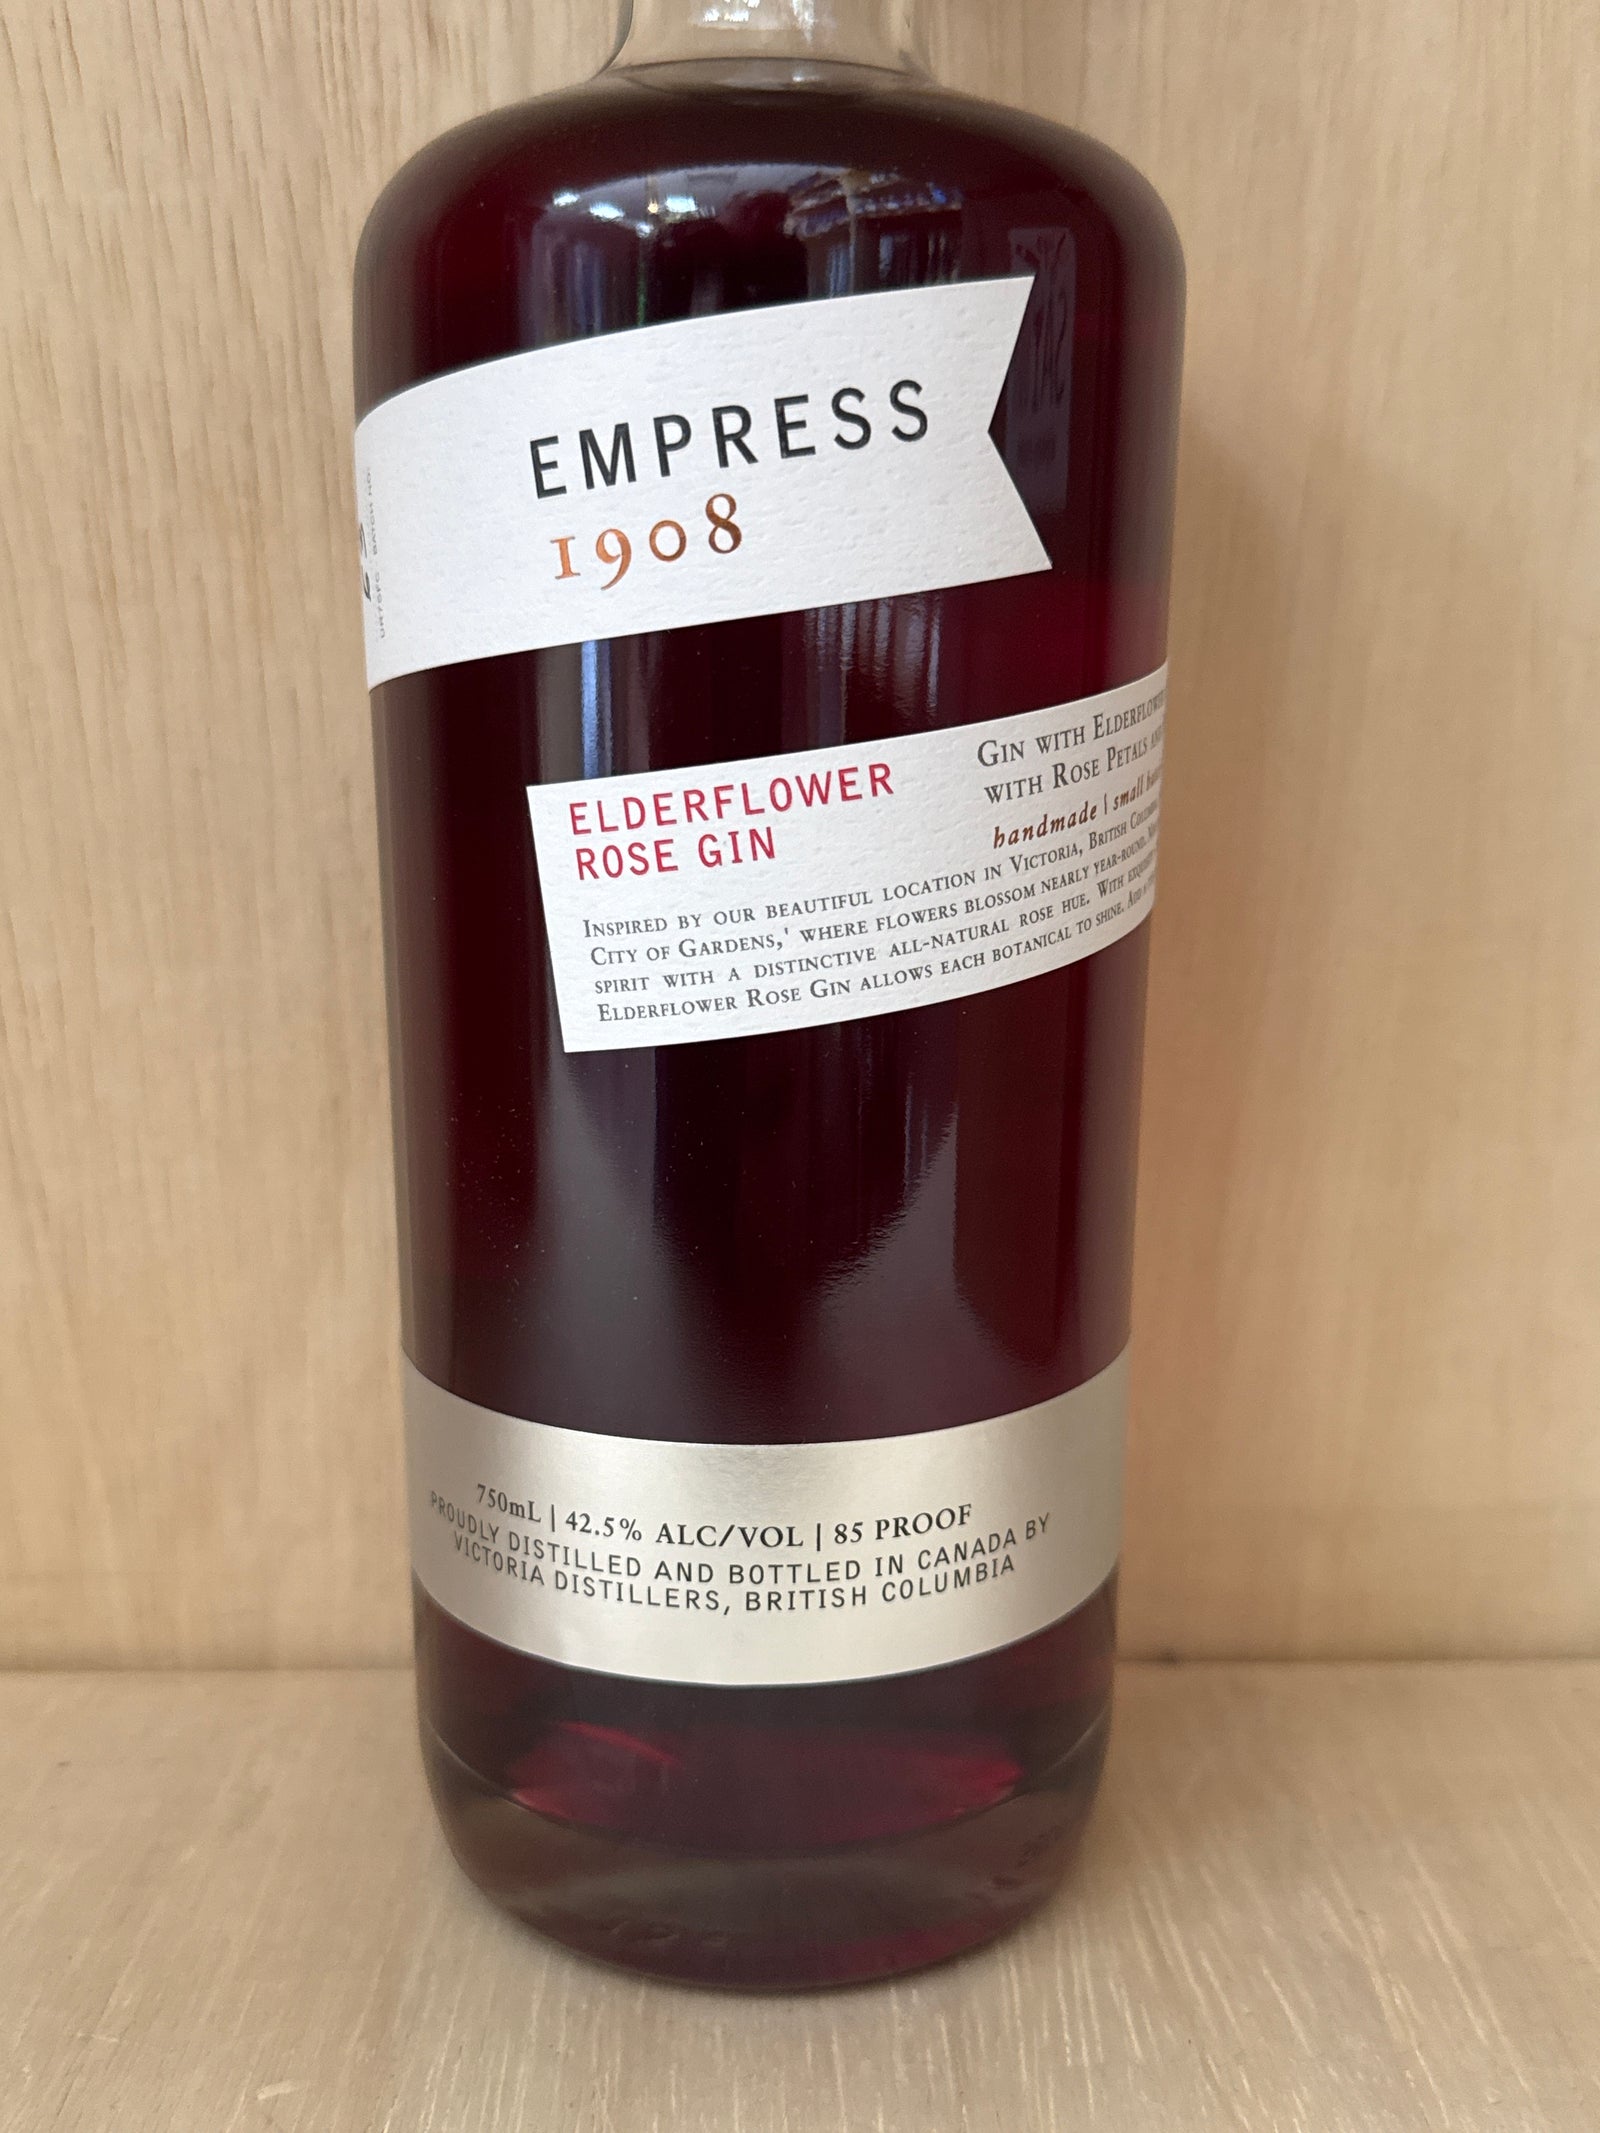 EMPRESS
1908
BATCH NO.
ELDERFLOWER
ROSE GIN
GIN WITH ELDERFLOWER
WITH ROSE PETALS
handmade | small
INSPIRED BY OUR BEAUTIFUL LOCATION IN VICTORIA, BRITISH
CITY OF GARDENS,' WHERE FLOWERS BLOSSOM NEARLY YEAR-ROUND.
SPIRIT WITH A DISTINCTIVE ALL-NATURAL ROSE HUE. WITH
ELDERFLOWER ROSE GIN ALLOWS EACH BOTANICAL TO SHINE.
750mL | 42.5% ALC/VOL | 85 PROOF
PROUDLY DISTILLED AND BOTTLED IN CANADA BY
VICTORIA DISTILLERS, BRITISH COLUMBIA